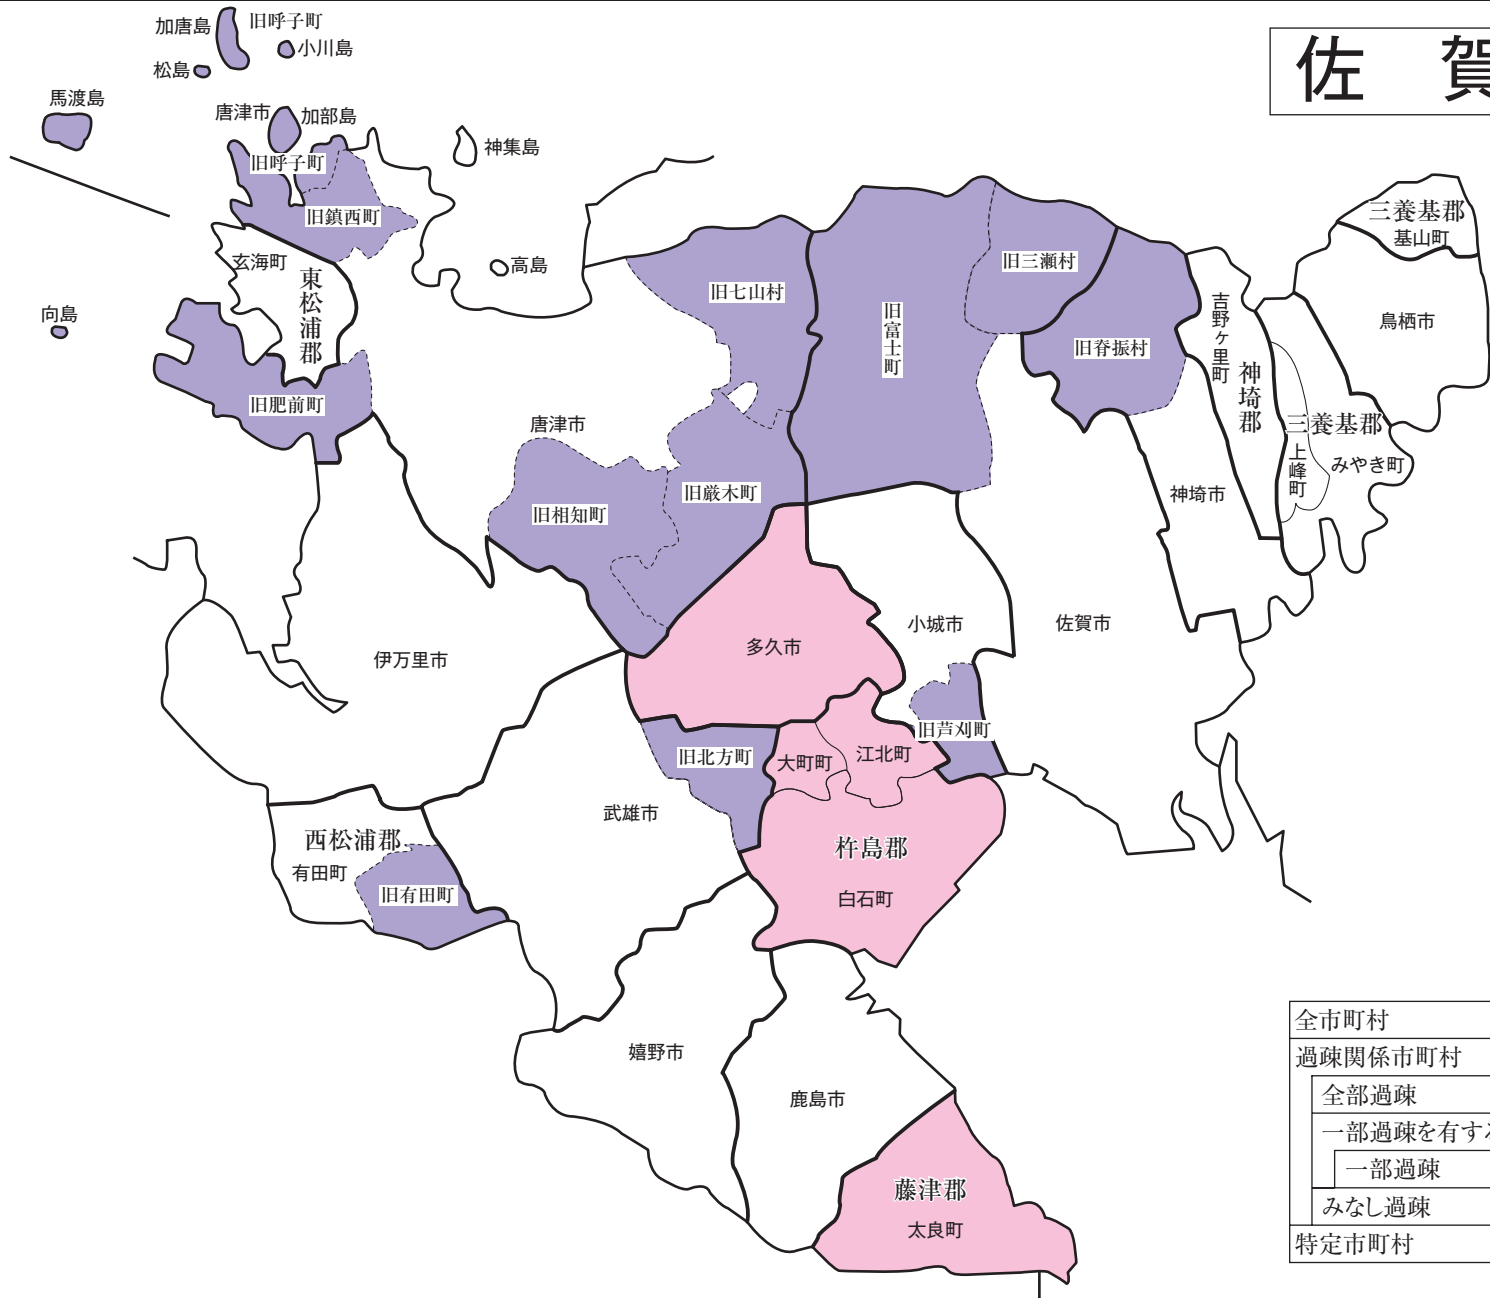 佐 賀
加唐島
旧呼子町
小川島
松島
馬渡島
唐津市
加部島
神集島
旧呼子町
旧鎮西町
玄海町
東松浦郡
高島
向島
旧肥前町
旧七山村
旧富士町
旧三瀬村
旧脊振村
吉野ヶ里町
神埼郡
三養基郡
基山町
鳥栖市
三養基郡
上峰町
みやき町
神埼市
唐津市
旧厳木町
旧相知町
多久市
小城市
佐賀市
伊万里市
旧芦刈町
旧北方町
大町町
江北町
武雄市
杵島郡
白石町
西松浦郡
有田町
旧有田町
嬉野市
鹿島市
藤津郡
太良町
全市町村
過疎関係市町村
全部過疎
一部過疎を有す
一部過疎
みなし過疎
特定市町村